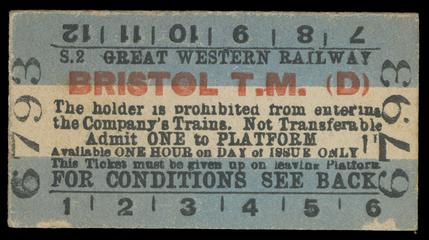 12 | 11 | 10 | 9 | 8 | 7
S.2 GREAT WESTERN RAILWAY
BRISTOL T.M. (D)
6793
6793
The holder is prohibited from entering
the Company's Trains. Not Transferable
Admit ONE to PLATFORM 1ᴰ
Available ONE HOUR on DAY of ISSUE ONLY
This Ticket must be given up on leaving Platform.
FOR CONDITIONS SEE BACK
1 | 2 | 3 | 4 | 5 | 6